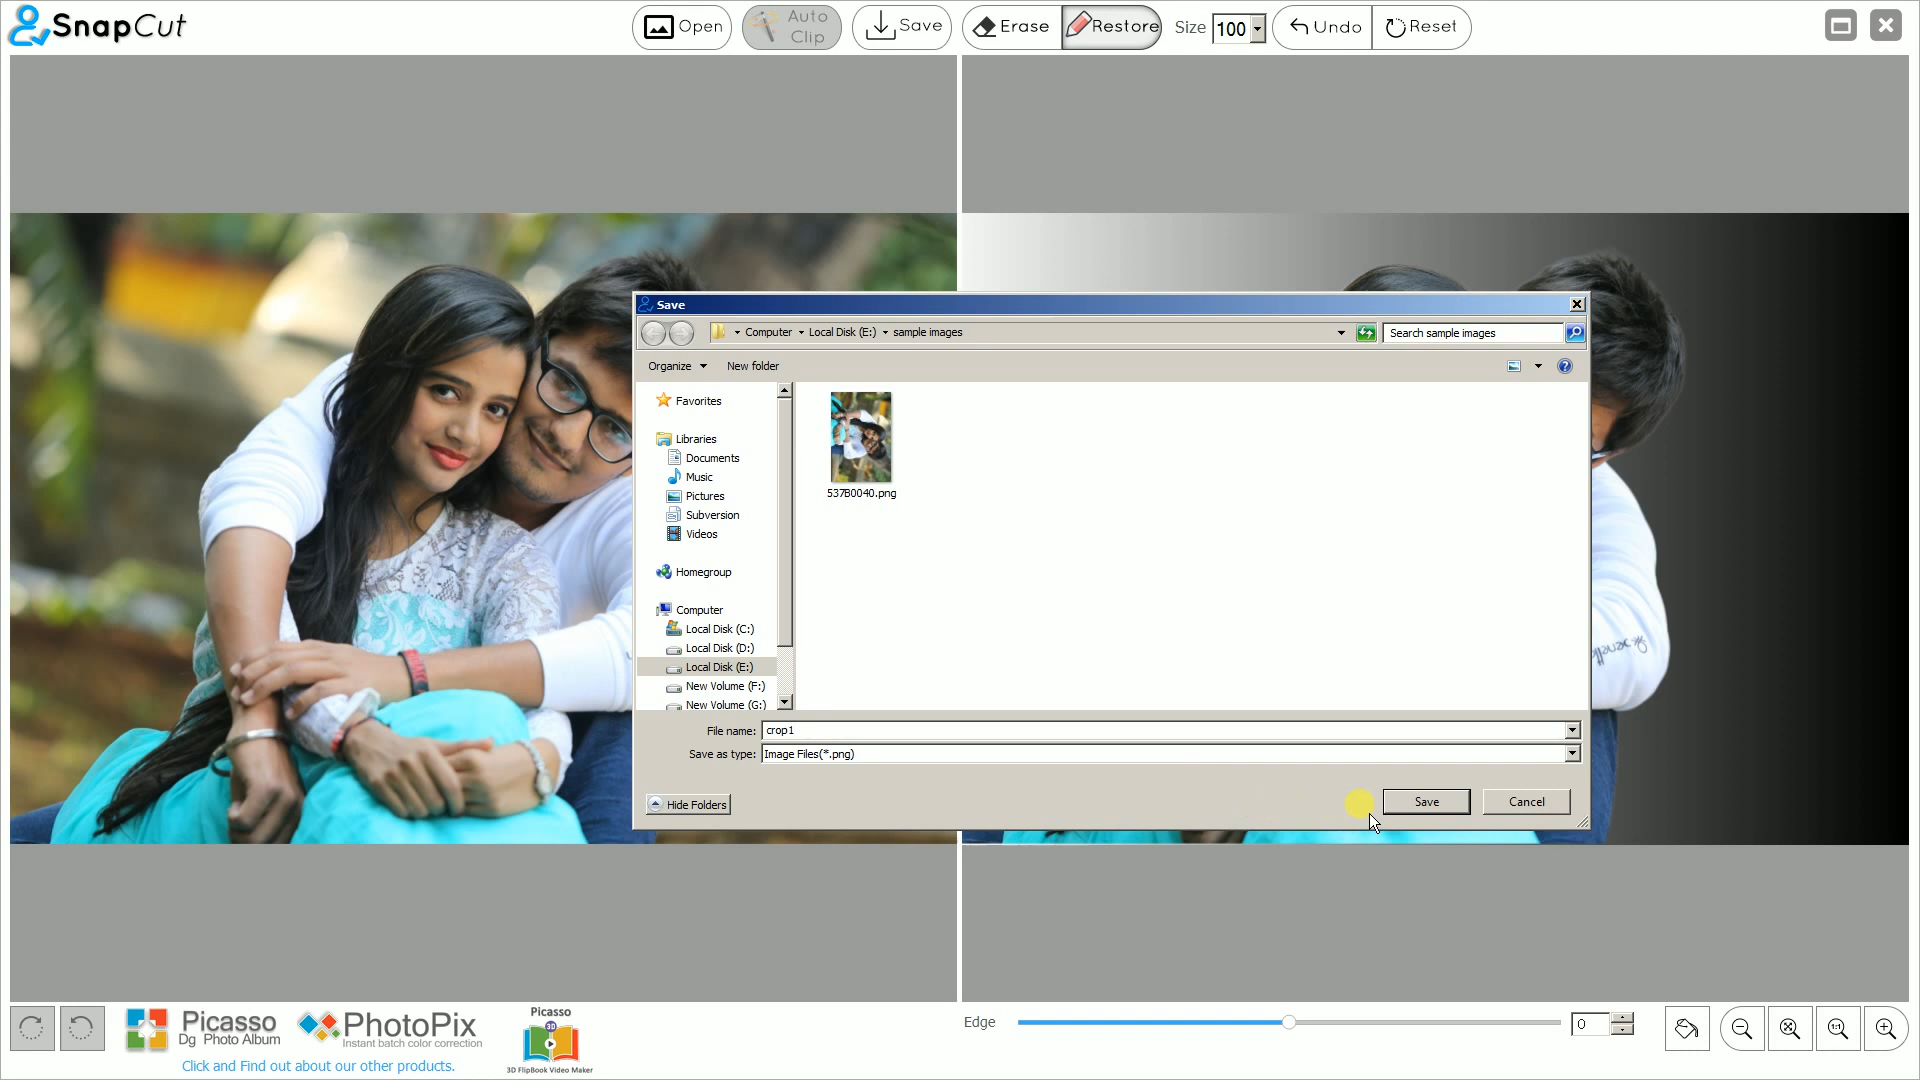 SnapCut
Open
Auto Clip
Save
Erase
Restore
Size 100
Undo
Reset
Save
Computer Local Disk (E:) sample images
Search sample images
Organize
New folder
Favorites
Libraries
Documents
Music
Pictures
Subversion
Videos
Homegroup
Computer
Local Disk (C:)
Local Disk (D:)
Local Disk (E:)
New Volume (F:)
New Volume (G:)
537B0040.png
File name: crop1
Save as type: Image Files(*.png)
Hide Folders
Save
Cancel
Picasso
Dg Photo Album
PhotoPix
Instant batch color correction
Picasso
3D
3D FlipBook Video Maker
Click and Find out about our other products.
Edge
0
1:1